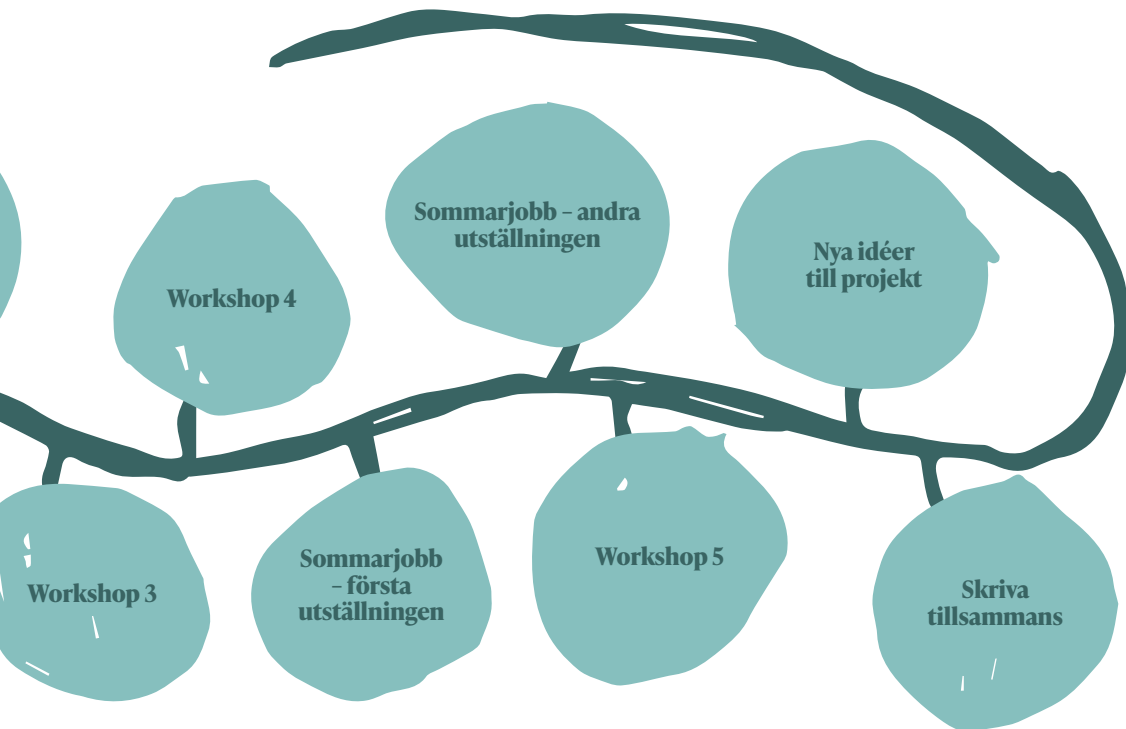 Workshop 3
Workshop 4
Sommarjobb
– första
utställningen
Sommarjobb – andra
utställningen
Workshop 5
Nya idéer
till projekt
Skriva
tillsammans